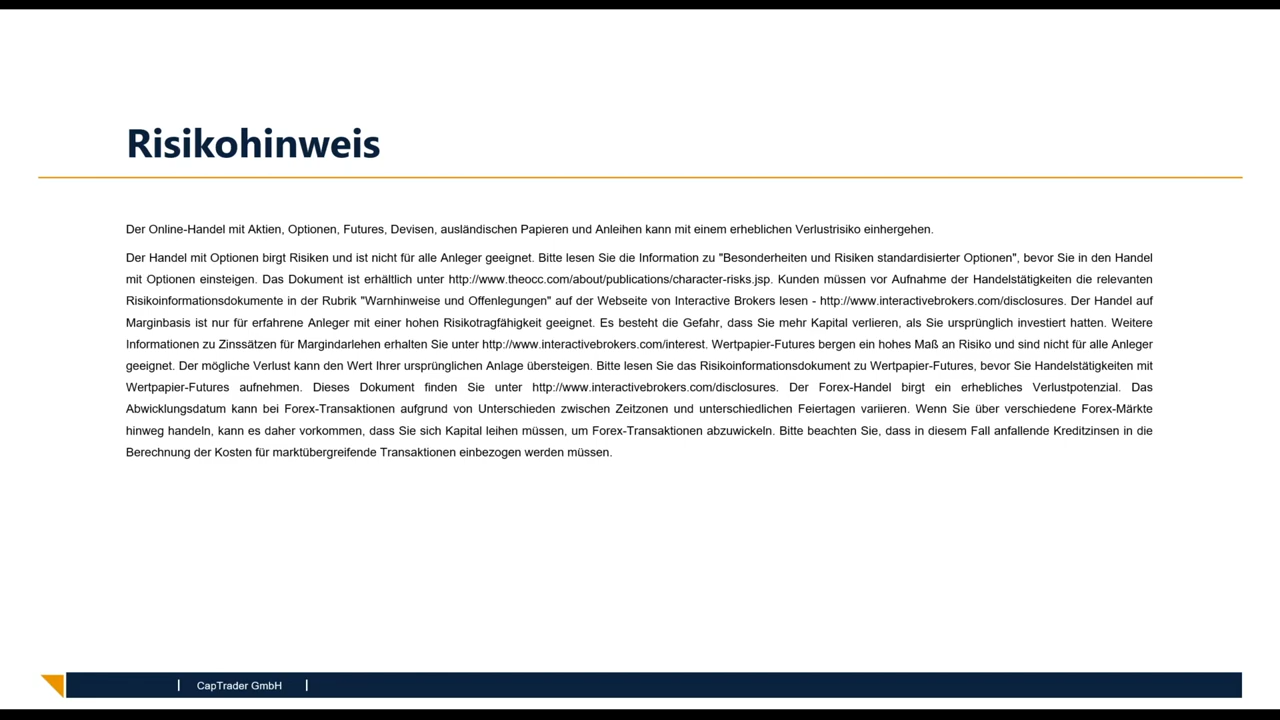 Risikohinweis
Der Online-Handel mit Aktien, Optionen, Futures, Devisen, ausländischen Papieren und Anleihen kann mit einem erheblichen Verlustrisiko einhergehen.
Der Handel mit Optionen birgt Risiken und ist nicht für alle Anleger geeignet. Bitte lesen Sie die Information zu "Besonderheiten und Risiken standardisierter Optionen", bevor Sie in den Handel
mit Optionen einsteigen. Das Dokument ist erhältlich unter http://www.theocc.com/about/publications/character-risks.jsp. Kunden müssen vor Aufnahme der Handelstätigkeiten die relevanten
Risikoinformationsdokumente in der Rubrik "Warnhinweise und Offenlegungen" auf der Webseite von Interactive Brokers lesen - http://www.interactivebrokers.com/disclosures. Der Handel auf
Marginbasis ist nur für erfahrene Anleger mit einer hohen Risikotragfähigkeit geeignet. Es besteht die Gefahr, dass Sie mehr Kapital verlieren, als Sie ursprünglich investiert hatten. Weitere
Informationen zu Zinssätzen für Margindarlehen erhalten Sie unter http://www.interactivebrokers.com/interest. Wertpapier-Futures bergen ein hohes Maß an Risiko und sind nicht für alle Anleger
geeignet. Der mögliche Verlust kann den Wert Ihrer ursprünglichen Anlage übersteigen. Bitte lesen Sie das Risikoinformationsdokument zu Wertpapier-Futures, bevor Sie Handelstätigkeiten mit
Wertpapier-Futures aufnehmen. Dieses Dokument finden Sie unter http://www.interactivebrokers.com/disclosures. Der Forex-Handel birgt ein erhebliches Verlustpotenzial. Das
Abwicklungsdatum kann bei Forex-Transaktionen aufgrund von Unterschieden zwischen Zeitzonen und unterschiedlichen Feiertagen variieren. Wenn Sie über verschiedene Forex-Märkte
hinweg handeln, kann es daher vorkommen, dass Sie sich Kapital leihen müssen, um Forex-Transaktionen abzuwickeln. Bitte beachten Sie, dass in diesem Fall anfallende Kreditzinsen in die
Berechnung der Kosten für marktübergreifende Transaktionen einbezogen werden müssen.
| CapTrader GmbH |